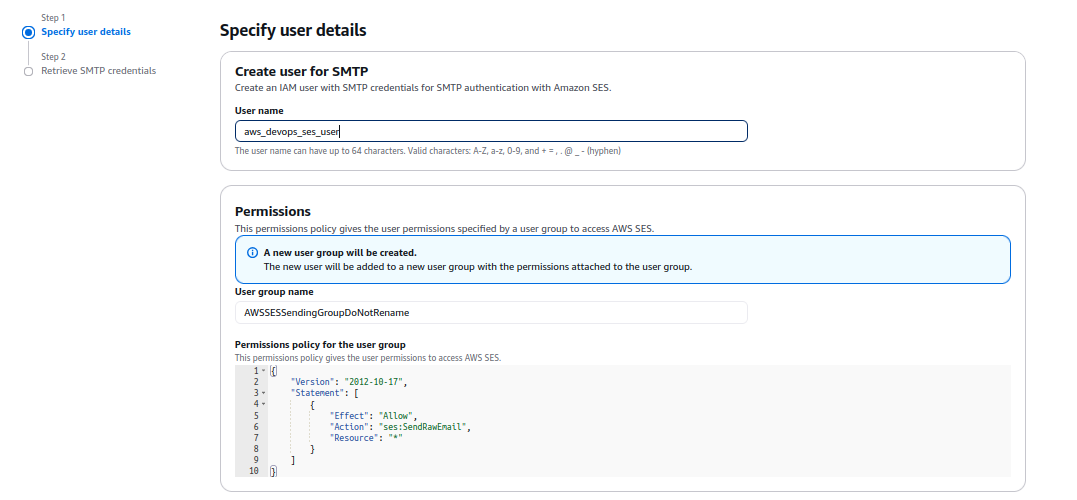 Step 1
Specify user details
Step 2
Retrieve SMTP credentials
Specify user details
Create user for SMTP
Create an IAM user with SMTP credentials for SMTP authentication with Amazon SES.
User name
aws_devops_ses_user
The user name can have up to 64 characters. Valid characters: A-Z, a-z, 0-9, and + = , . @ _ - (hyphen)
Permissions
This permissions policy gives the user permissions specified by a user group to access AWS SES.
A new user group will be created.
The new user will be added to a new user group with the permissions attached to the user group.
User group name
AWSSESSendingGroupDoNotRename
Permissions policy for the user group
This permissions policy gives the user permissions to access AWS SES.
1 {
2 "Version": "2012-10-17",
3 "Statement": [
4 {
5 "Effect": "Allow",
6 "Action": "ses:SendRawEmail",
7 "Resource": "*"
8 }
9 ]
10 }